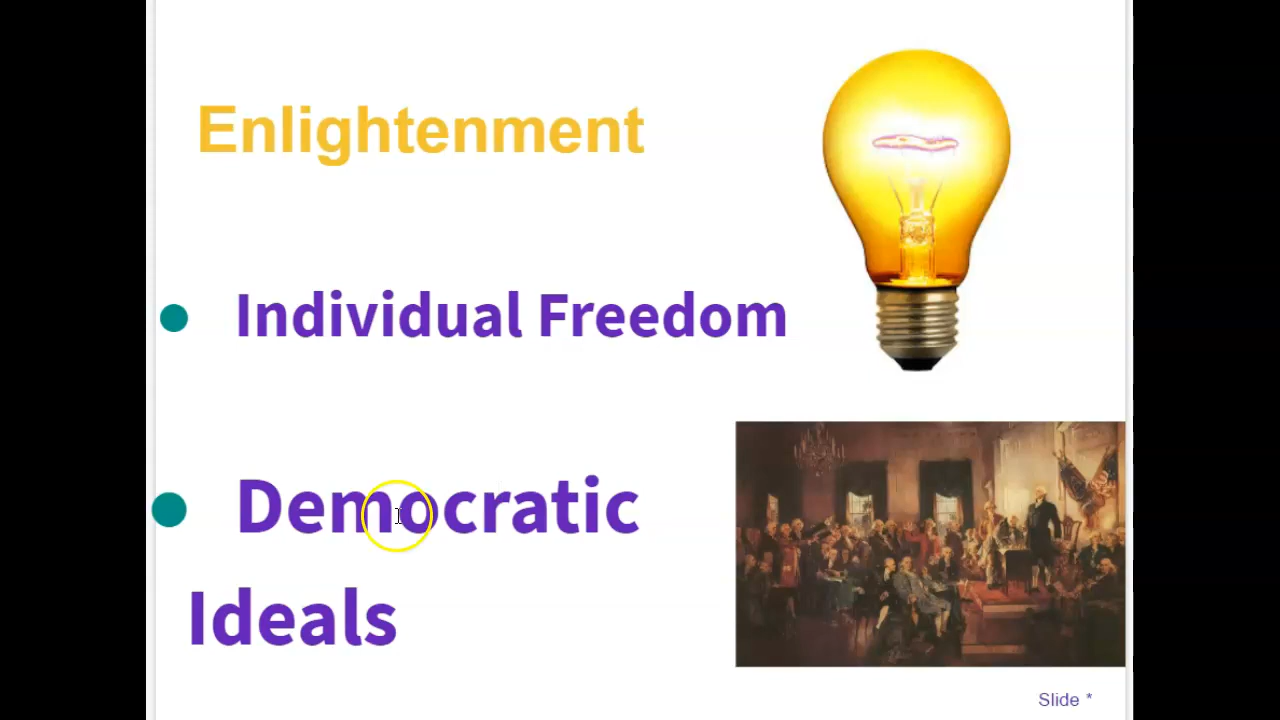 Enlightenment
Individual Freedom
Democratic
Ideals
Slide *